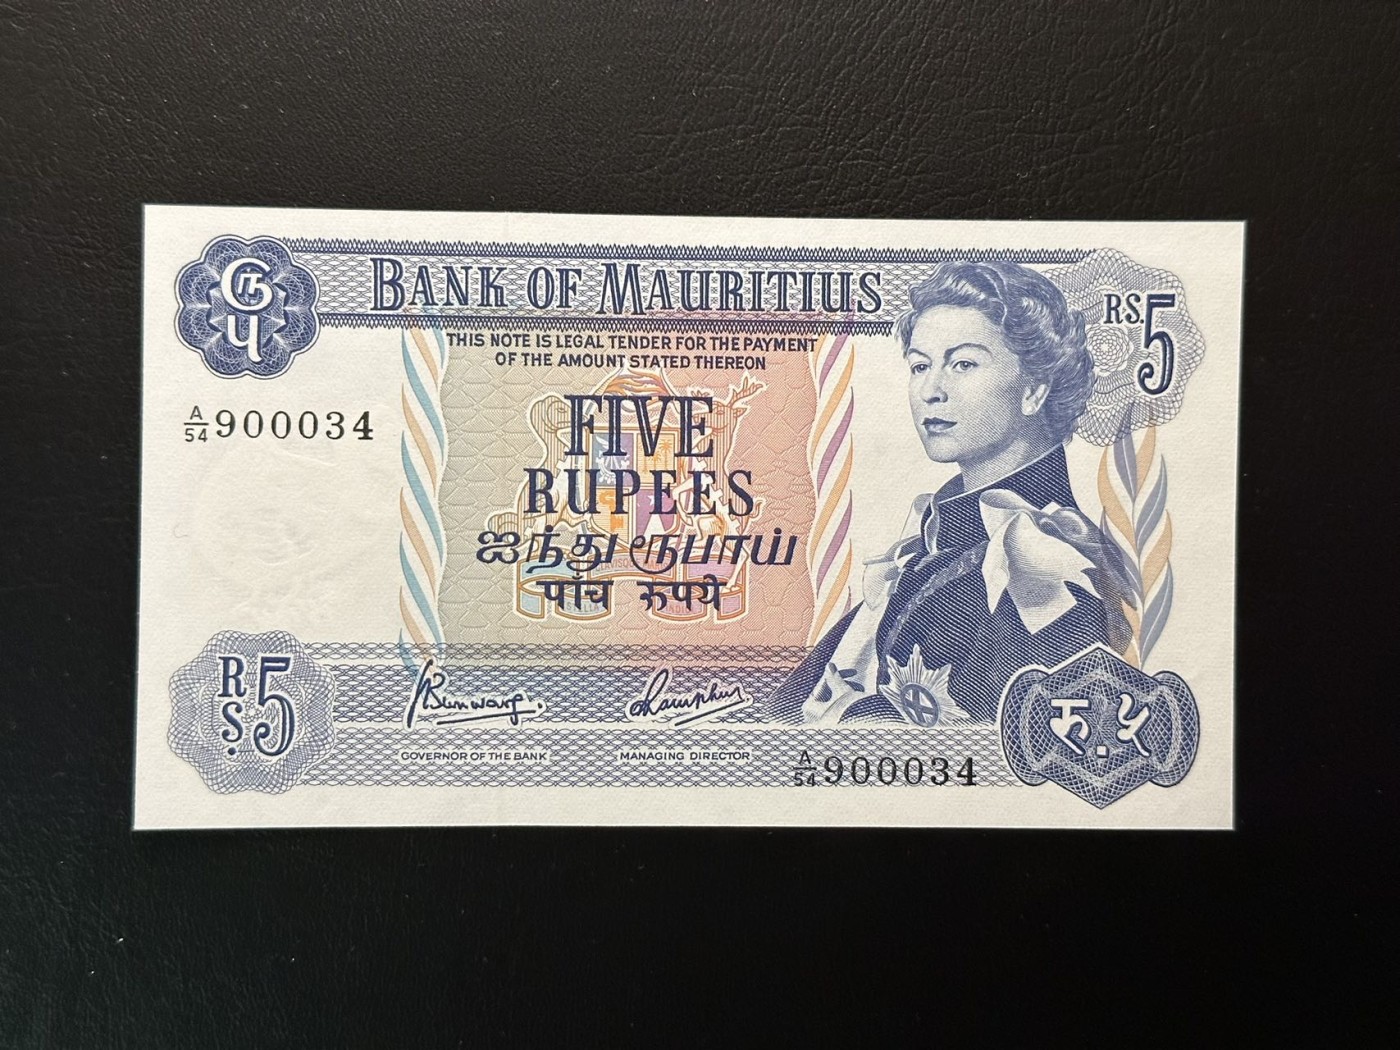 ரூ
௫
BANK OF MAURITIUS
RS.5
THIS NOTE IS LEGAL TENDER FOR THE PAYMENT
OF THE AMOUNT STATED THEREON
A/54 900034
FIVE
RUPEES
ஐந்து ரூபாய்
पाँच रुपये
RS.5
GOVERNOR OF THE BANK
MANAGING DIRECTOR
A/54 900034
रु. ५